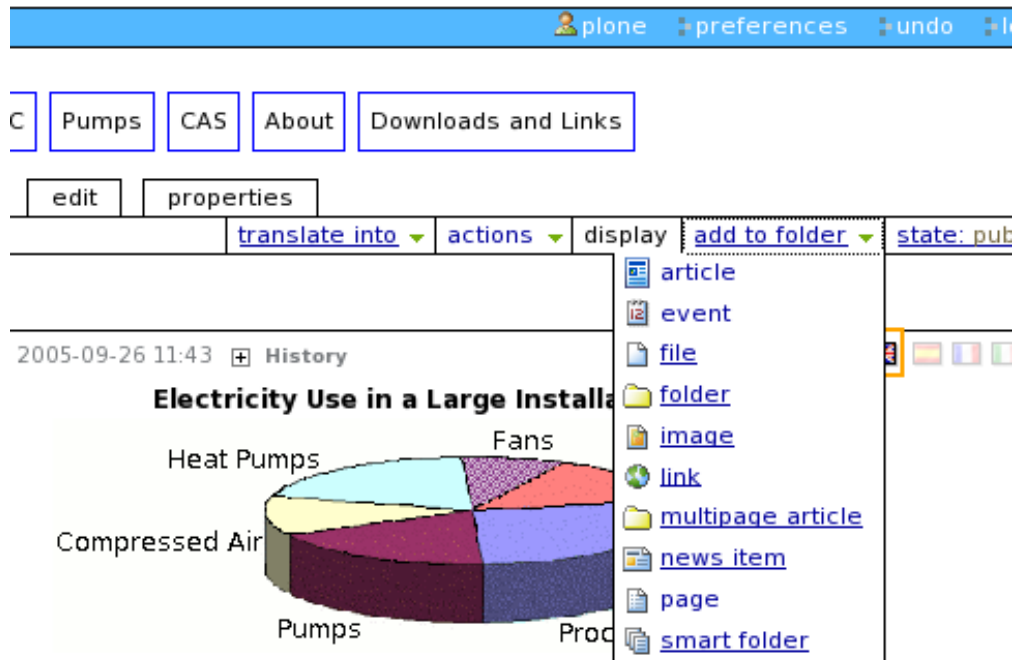 plone preferences undo
C Pumps CAS About Downloads and Links
edit properties
translate into actions display add to folder state: pub
article
event
2005-09-26 11:43 History
file
Electricity Use in a Large Installa
folder
Fans
image
Heat Pumps
link
multipage article
Compressed Air
news item
page
Pumps
Proc
smart folder